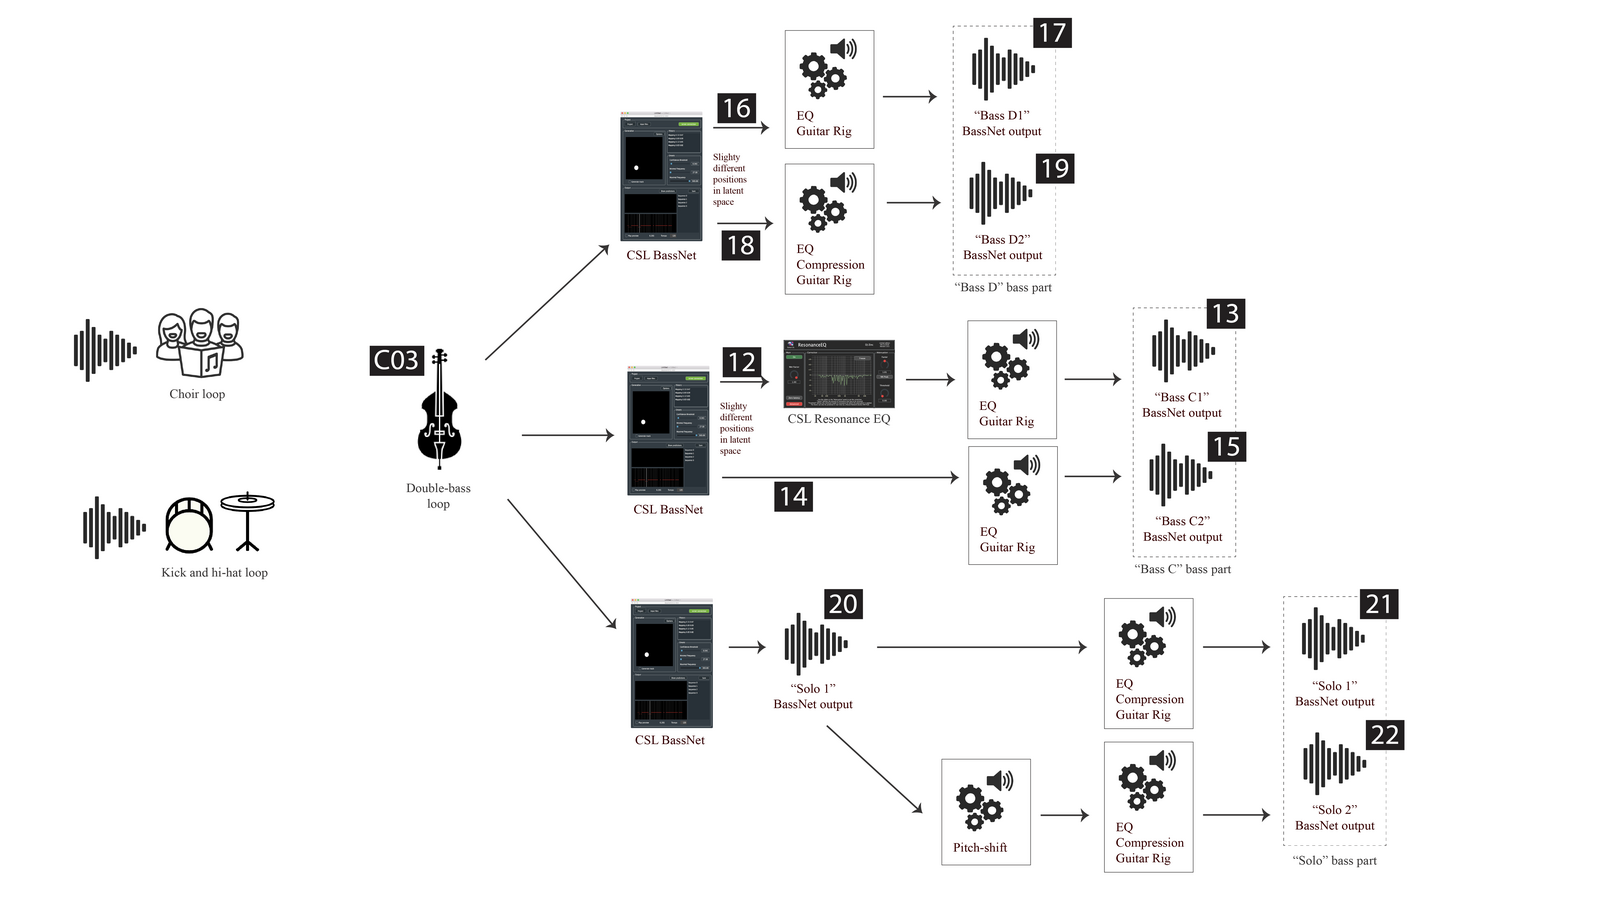 17
16
EQ
Guitar Rig
“Bass D1”
BassNet output
Slighty
different
positions
in latent
space
19
18
CSL BassNet
EQ
Compression
Guitar Rig
“Bass D2”
BassNet output
“Bass D” bass part
Choir loop
C03
Double-bass
loop
Kick and hi-hat loop
13
12
ResonanceEQ
CSL Resonance EQ
EQ
Guitar Rig
“Bass C1”
BassNet output
Slighty
different
positions
in latent
space
15
14
CSL BassNet
EQ
Guitar Rig
“Bass C2”
BassNet output
“Bass C” bass part
20
“Solo 1”
BassNet output
CSL BassNet
EQ
Compression
Guitar Rig
21
“Solo 1”
BassNet output
22
Pitch-shift
EQ
Compression
Guitar Rig
“Solo 2”
BassNet output
“Solo” bass part